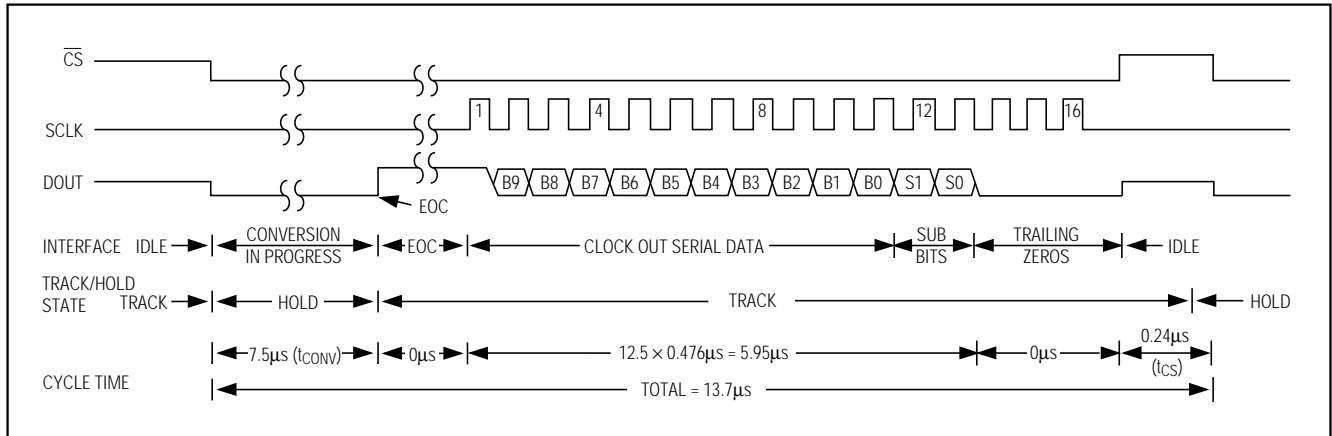 CS
SCLK 1 4 8 12 16
DOUT B9 B8 B7 B6 B5 B4 B3 B2 B1 B0 S1 S0
EOC
INTERFACE IDLE CONVERSION IN PROGRESS EOC CLOCK OUT SERIAL DATA SUB BITS TRAILING ZEROS IDLE
TRACK/HOLD
STATE TRACK HOLD TRACK HOLD
7.5μs (tCONV) 0μs 12.5 × 0.476μs = 5.95μs 0μs 0.24μs (tCS)
CYCLE TIME TOTAL = 13.7μs